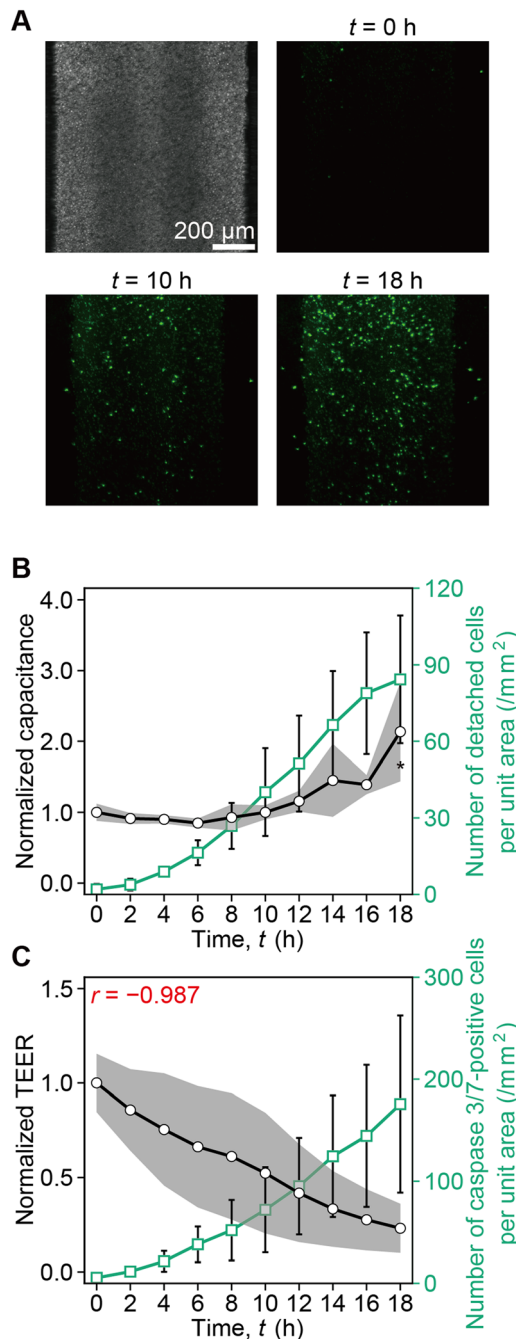 A
t = 0 h
200 µm
t = 10 h
t = 18 h
B
Normalized capacitance
4.0
3.0
2.0
1.0
0.0
120
90
60
30
0
Number of detached cells
per unit area (/mm²)
*
0 2 4 6 8 10 12 14 16 18
Time, t (h)
C
r = −0.987
Normalized TEER
1.5
1.0
0.5
0.0
300
200
100
0
Number of caspase 3/7-positive cells
per unit area (/mm²)
0 2 4 6 8 10 12 14 16 18
Time, t (h)